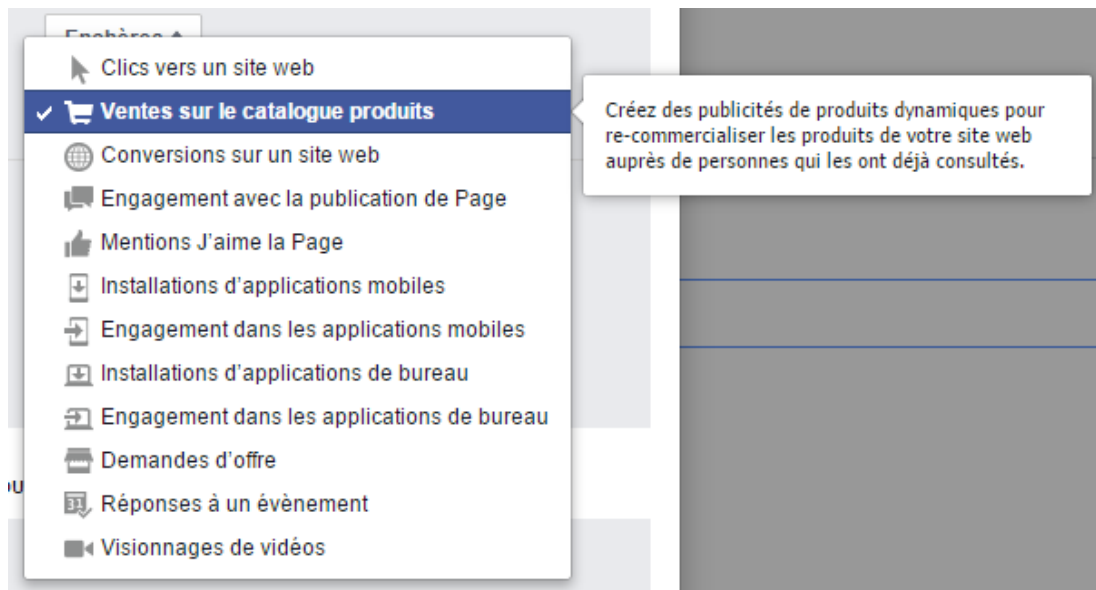 Enchères
Clics vers un site web
Ventes sur le catalogue produits
Créez des publicités de produits dynamiques pour
re-commercialiser les produits de votre site web
auprès de personnes qui les ont déjà consultés.
Conversions sur un site web
Engagement avec la publication de Page
Mentions J'aime la Page
Installations d'applications mobiles
Engagement dans les applications mobiles
Installations d'applications de bureau
Engagement dans les applications de bureau
Demandes d'offre
31
Réponses à un évènement
Visionnages de vidéos